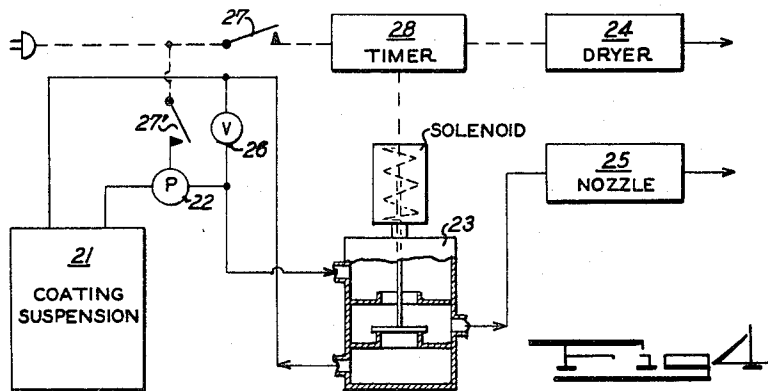 27
28
TIMER
24
DRYER
27'
V
26
SOLENOID
P
22
25
NOZZLE
23
21
COATING
SUSPENSION